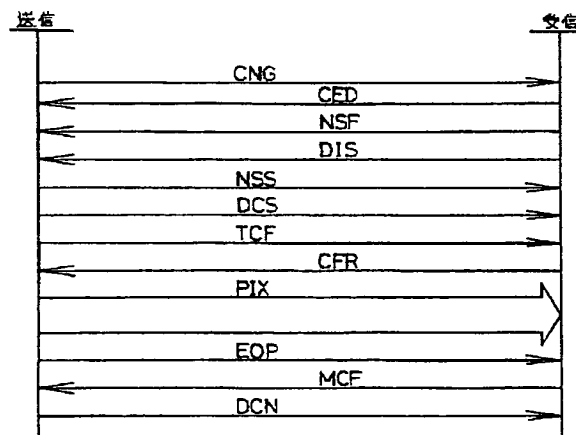 送信
受信
CNG
CED
NSF
DIS
NSS
DCS
TCF
CFR
PIX
EOP
MCF
DCN